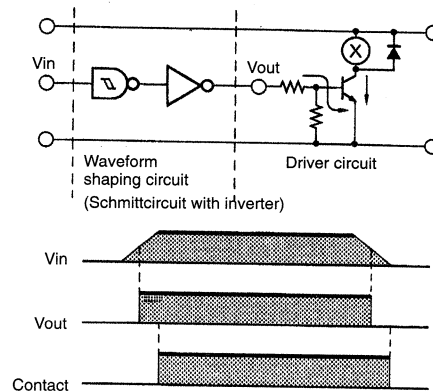 Vin
Vout
Waveform
shaping circuit
(Schmittcircuit with inverter)
Driver circuit
X
Vin
Vout
Contact